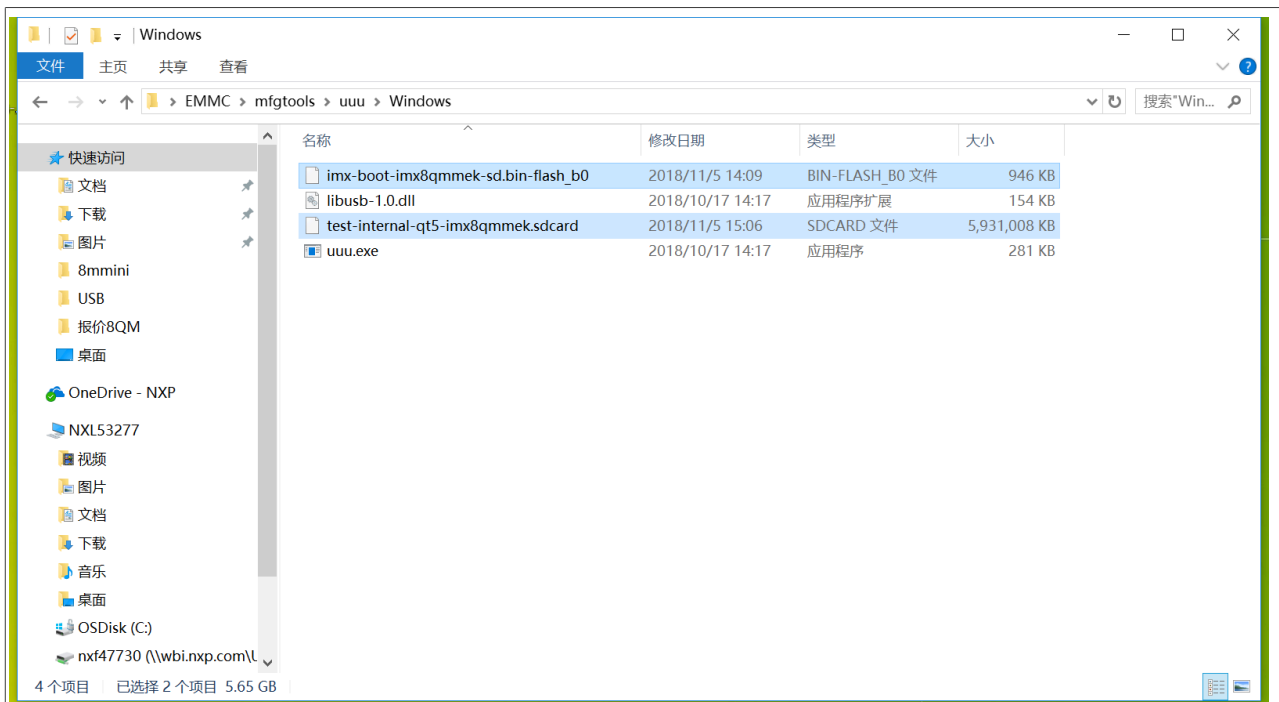 Windows
文件 主页 共享 查看
EMMC > mfgtools > uuu > Windows 搜索"Win...
名称 修改日期 类型 大小
快速访问
文档
下载
图片
8mmini
USB
报价8QM
桌面
OneDrive - NXP
NXL53277
视频
图片
文档
下载
音乐
桌面
OSDisk (C:)
nxf47730 (\\wbi.nxp.com\U
imx-boot-imx8qmmek-sd.bin-flash_b0 2018/11/5 14:09 BIN-FLASH_B0 文件 946 KB
libusb-1.0.dll 2018/10/17 14:17 应用程序扩展 154 KB
test-internal-qt5-imx8qmmek.sdcard 2018/11/5 15:06 SDCARD 文件 5,931,008 KB
uuu.exe 2018/10/17 14:17 应用程序 281 KB
4 个项目 已选择 2 个项目 5.65 GB